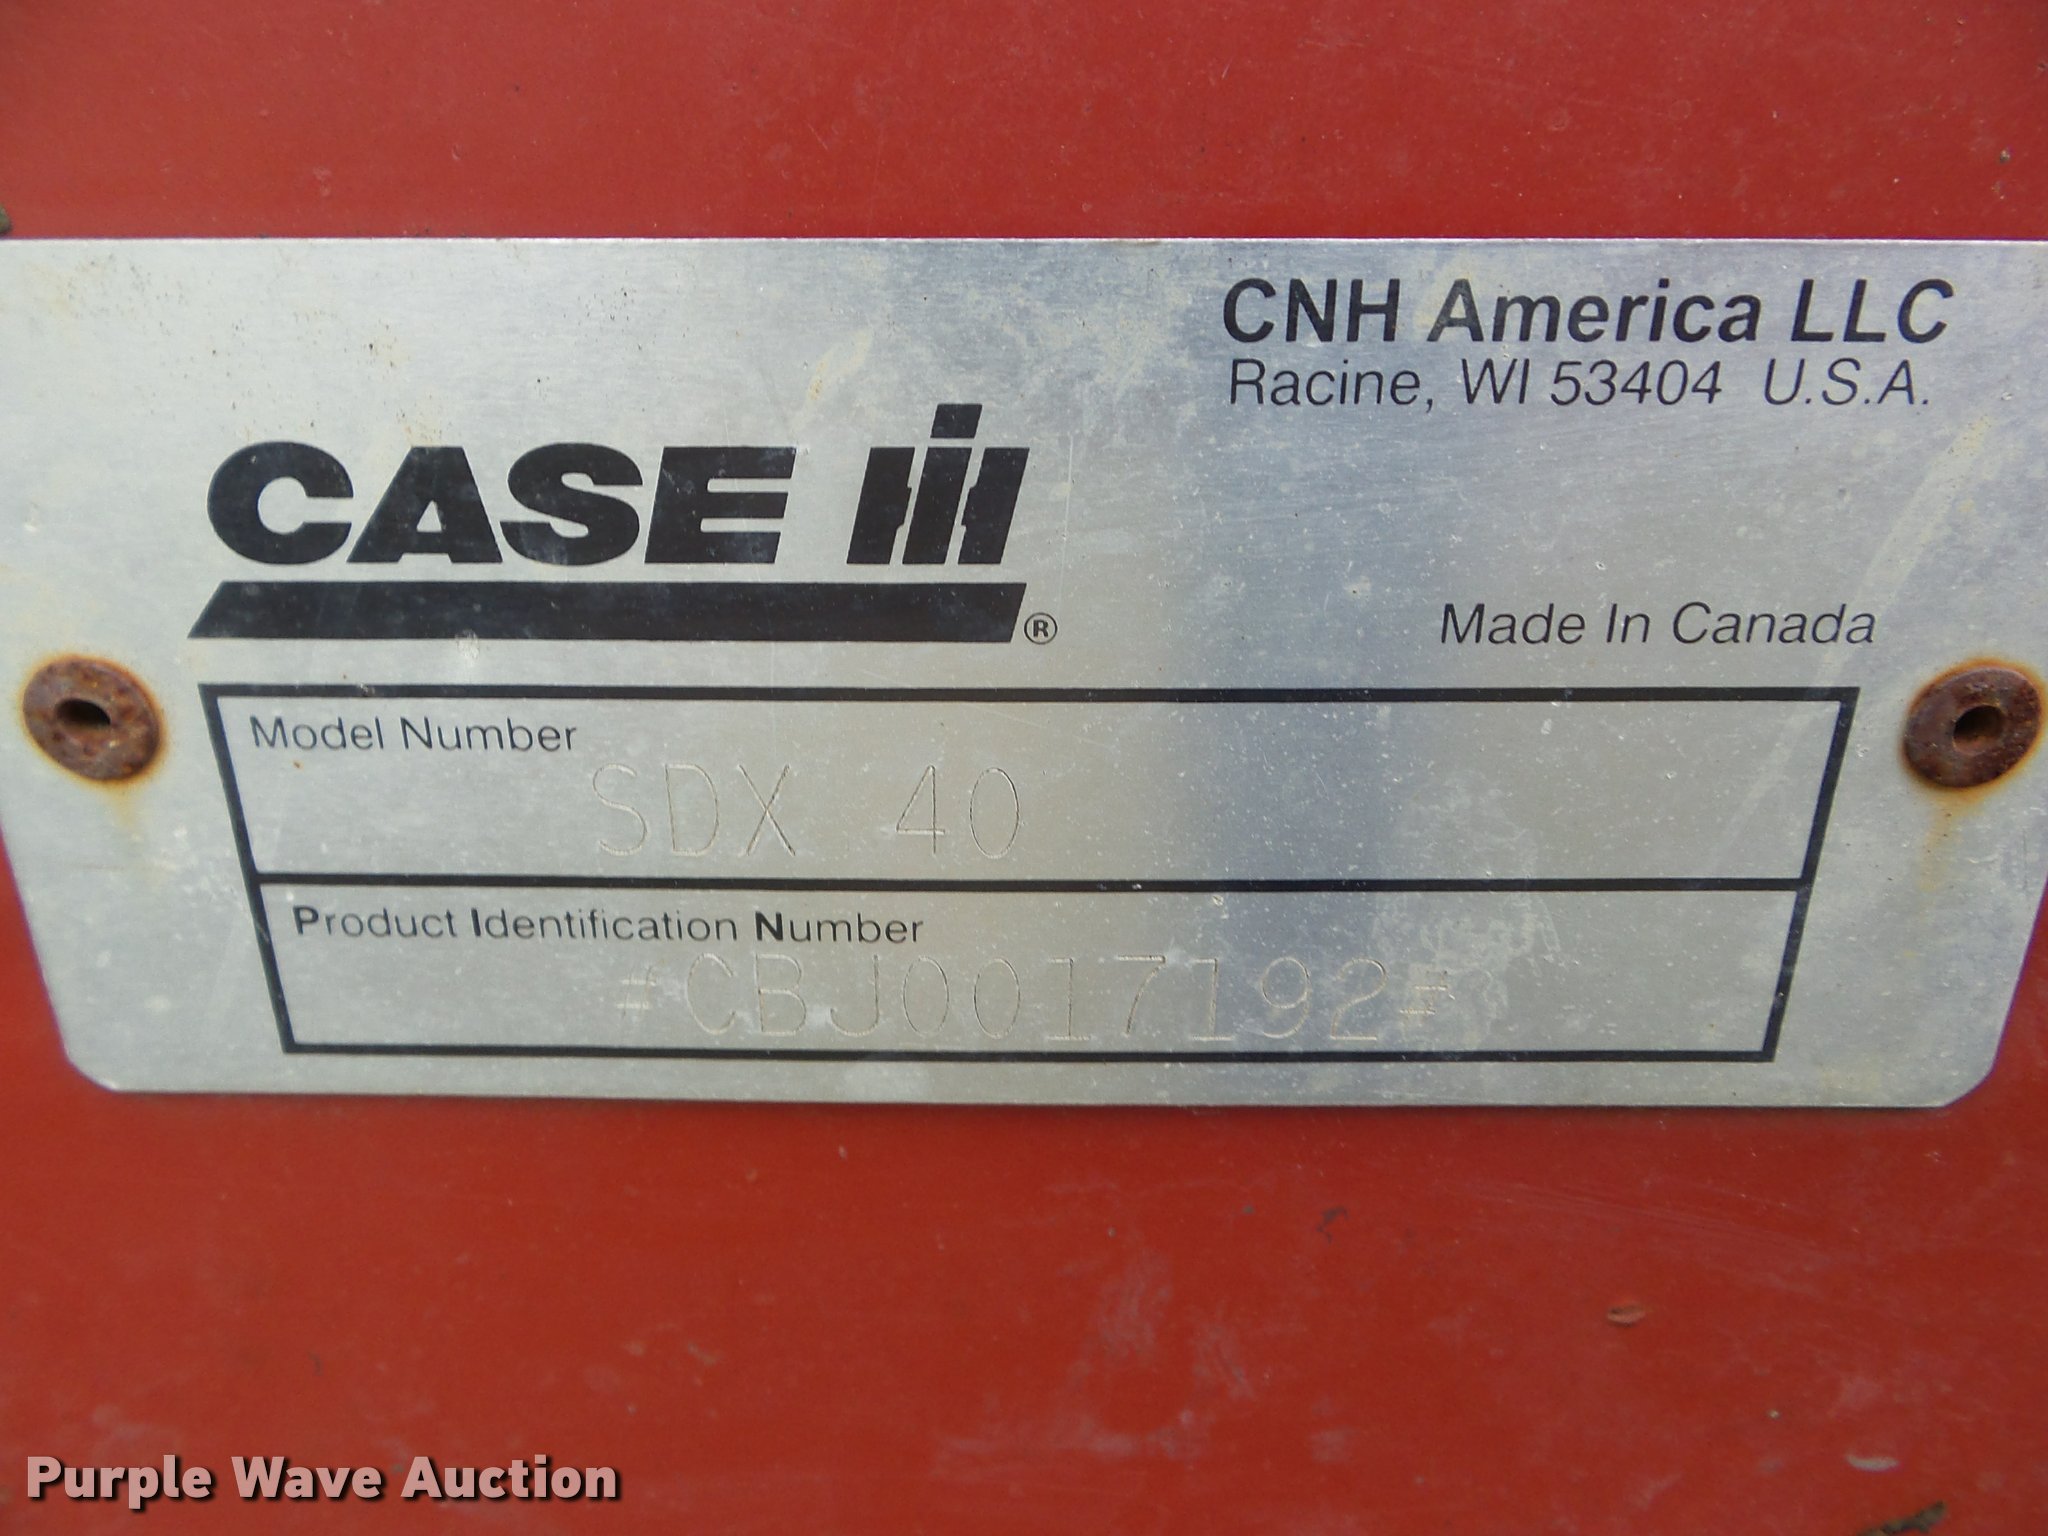 CNH America LLC
Racine, WI 53404 U.S.A.
CASE IH
®
Made In Canada
Model Number
SDX 40
Product Identification Number
#CBJ0017192#
Purple Wave Auction